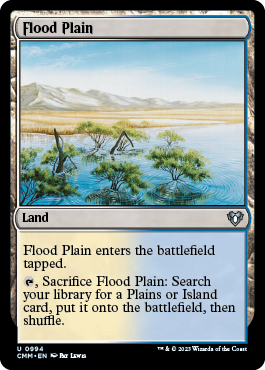 Flood Plain
Land
Flood Plain enters the battlefield
tapped.
, Sacrifice Flood Plain: Search
your library for a Plains or Island
card, put it onto the battlefield, then
shuffle.
U 0994
CMM • EN Pat Lewis
™ & © 2023 Wizards of the Coast